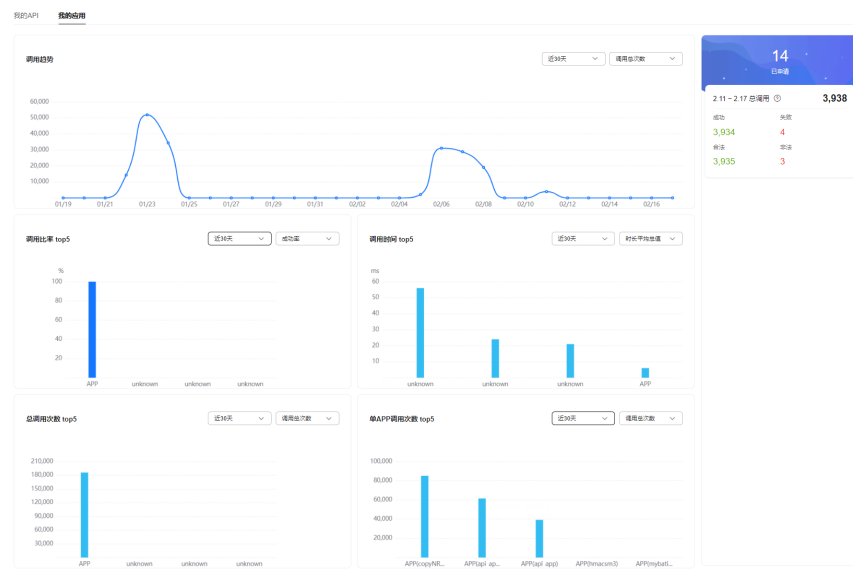 我的API 我的应用
调用趋势
近30天 调用总次数
60,000
50,000
40,000
30,000
20,000
10,000
01/19 01/21 01/23 01/25 01/27 01/29 01/31 02/02 02/04 02/06 02/08 02/10 02/12 02/14 02/16
14
已申请
2.11 ~ 2.17 总调用 3,938
成功 失败
3,934 4
合法 非法
3,935 3
调用比率 top5
近30天 成功率
%
100
80
60
40
20
APP unknown unknown unknown
调用时间 top5
近30天 时长平均总值
ms
60
50
40
30
20
10
unknown unknown unknown APP
总调用次数 top5
近30天 调用总次数
210,000
180,000
150,000
120,000
90,000
60,000
30,000
APP unknown unknown unknown
单APP调用次数 top5
近30天 调用总次数
100,000
80,000
60,000
40,000
20,000
APP(copyNR... APP(api_ap... APP(api_app) APP(hmacsm3) APP(mybatl...